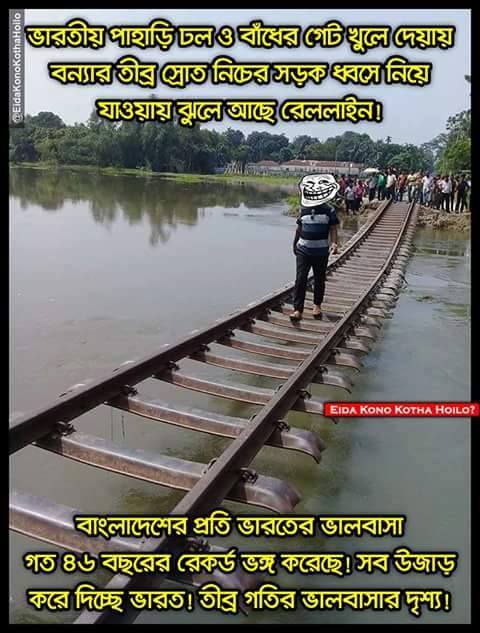 ভারতীয় পাহাড়ি ঢল ও বাঁধের গেট খুলে দেয়ায়
বন্যার তীব্র স্রোত নিচের সড়ক ধ্বসে নিয়ে
যাওয়ায় ঝুলে আছে রেললাইন!
@EidaKonoKothaHoilo
EIDA KONO KOTHA HOILO?
বাংলাদেশের প্রতি ভারতের ভালবাসা
গত ৪৬ বছরের রেকর্ড ভঙ্গ করেছে! সব উজাড়
করে দিচ্ছে ভারত! তীব্র গতির ভালবাসার দৃশ্য!